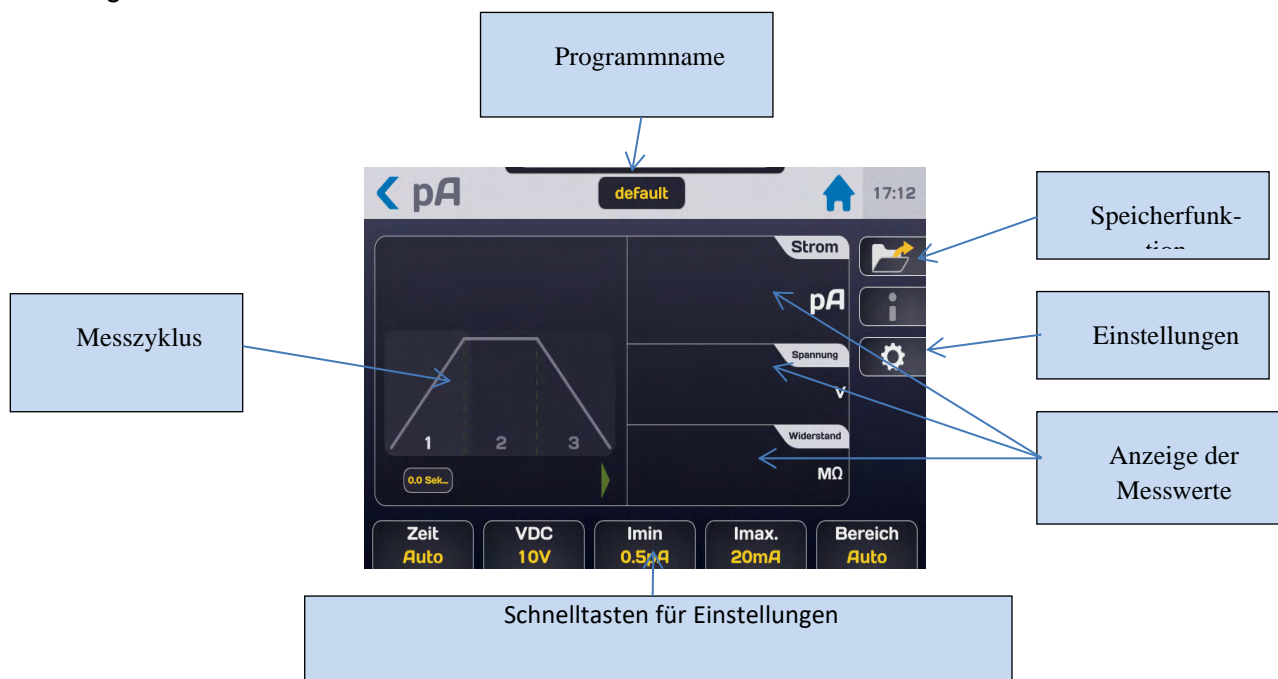 Programmname
pA
default
17:12
Speicherfunk-
tion
Strom
pA
Messzyklus
Einstellungen
Spannung
V
1
2
3
Widerstand
MΩ
Anzeige der
Messwerte
0.0 Sek...
Zeit
Auto
VDC
10V
Imin
0.5pA
Imax.
20mA
Bereich
Auto
Schnelltasten für Einstellungen